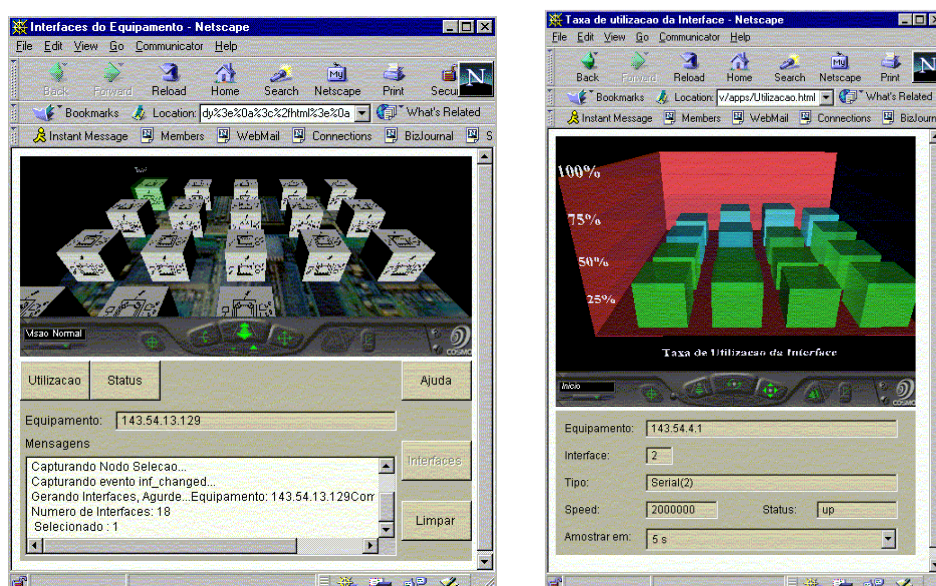 Interfaces do Equipamento - Netscape
File Edit View Go Communicator Help
Back Forward Reload Home Search Netscape Print Secu
Bookmarks Location: dy%3e%0a%3c%2fhtml%3e%0a What's Related
Instant Message Members WebMail Connections BizJournal S
Visao Normal
COSMO
Utilizacao Status Ajuda
Equipamento: 143.54.13.129
Mensagens
Capturando Nodo Selecao...
Capturando evento inf_changed...
Gerando Interfaces, Agurde...Equipamento: 143.54.13.129Com
Numero de Interfaces: 18
Selecionado : 1
Interfaces
Limpar
Taxa de utilizacao da Interface - Netscape
File Edit View Go Communicator Help
Back Forward Reload Home Search Netscape Print
Bookmarks Location: v/apps/Utilizacao.html What's Related
Instant Message Members WebMail Connections BizJourn
100%
75%
50%
25%
Taxa de Utilizacao da Interface
Inicio
COSMO
Equipamento: 143.54.4.1
Interface: 2
Tipo: Serial(2)
Speed: 2000000 Status: up
Amostrar em: 5 s